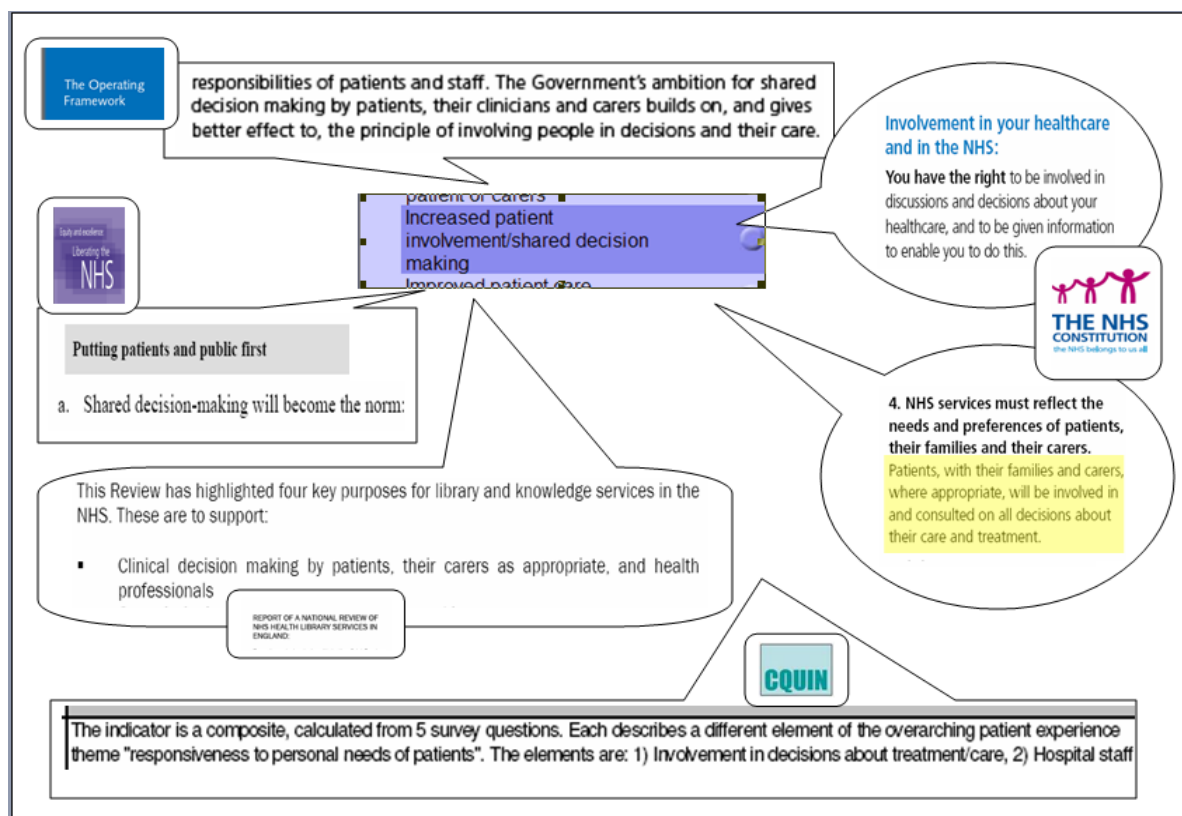 The Operating
Framework
responsibilities of patients and staff. The Government's ambition for shared
decision making by patients, their clinicians and carers builds on, and gives
better effect to, the principle of involving people in decisions and their care.
Involvement in your healthcare
and in the NHS:
You have the right to be involved in
discussions and decisions about your
healthcare, and to be given information
to enable you to do this.
patient or carers
Increased patient
involvement/shared decision
making
Improved patient care
Equity and excellence
Liberating the
NHS
THE NHS
CONSTITUTION
the NHS belongs to us all
Putting patients and public first
a. Shared decision-making will become the norm:
4. NHS services must reflect the
needs and preferences of patients,
their families and their carers.
Patients, with their families and carers,
where appropriate, will be involved in
and consulted on all decisions about
their care and treatment.
This Review has highlighted four key purposes for library and knowledge services in the
NHS. These are to support:
▪ Clinical decision making by patients, their carers as appropriate, and health
professionals
REPORT OF A NATIONAL REVIEW OF
NHS HEALTH LIBRARY SERVICES IN
ENGLAND:
CQUIN
The indicator is a composite, calculated from 5 survey questions. Each describes a different element of the overarching patient experience
theme "responsiveness to personal needs of patients". The elements are: 1) Involvement in decisions about treatment/care, 2) Hospital staff